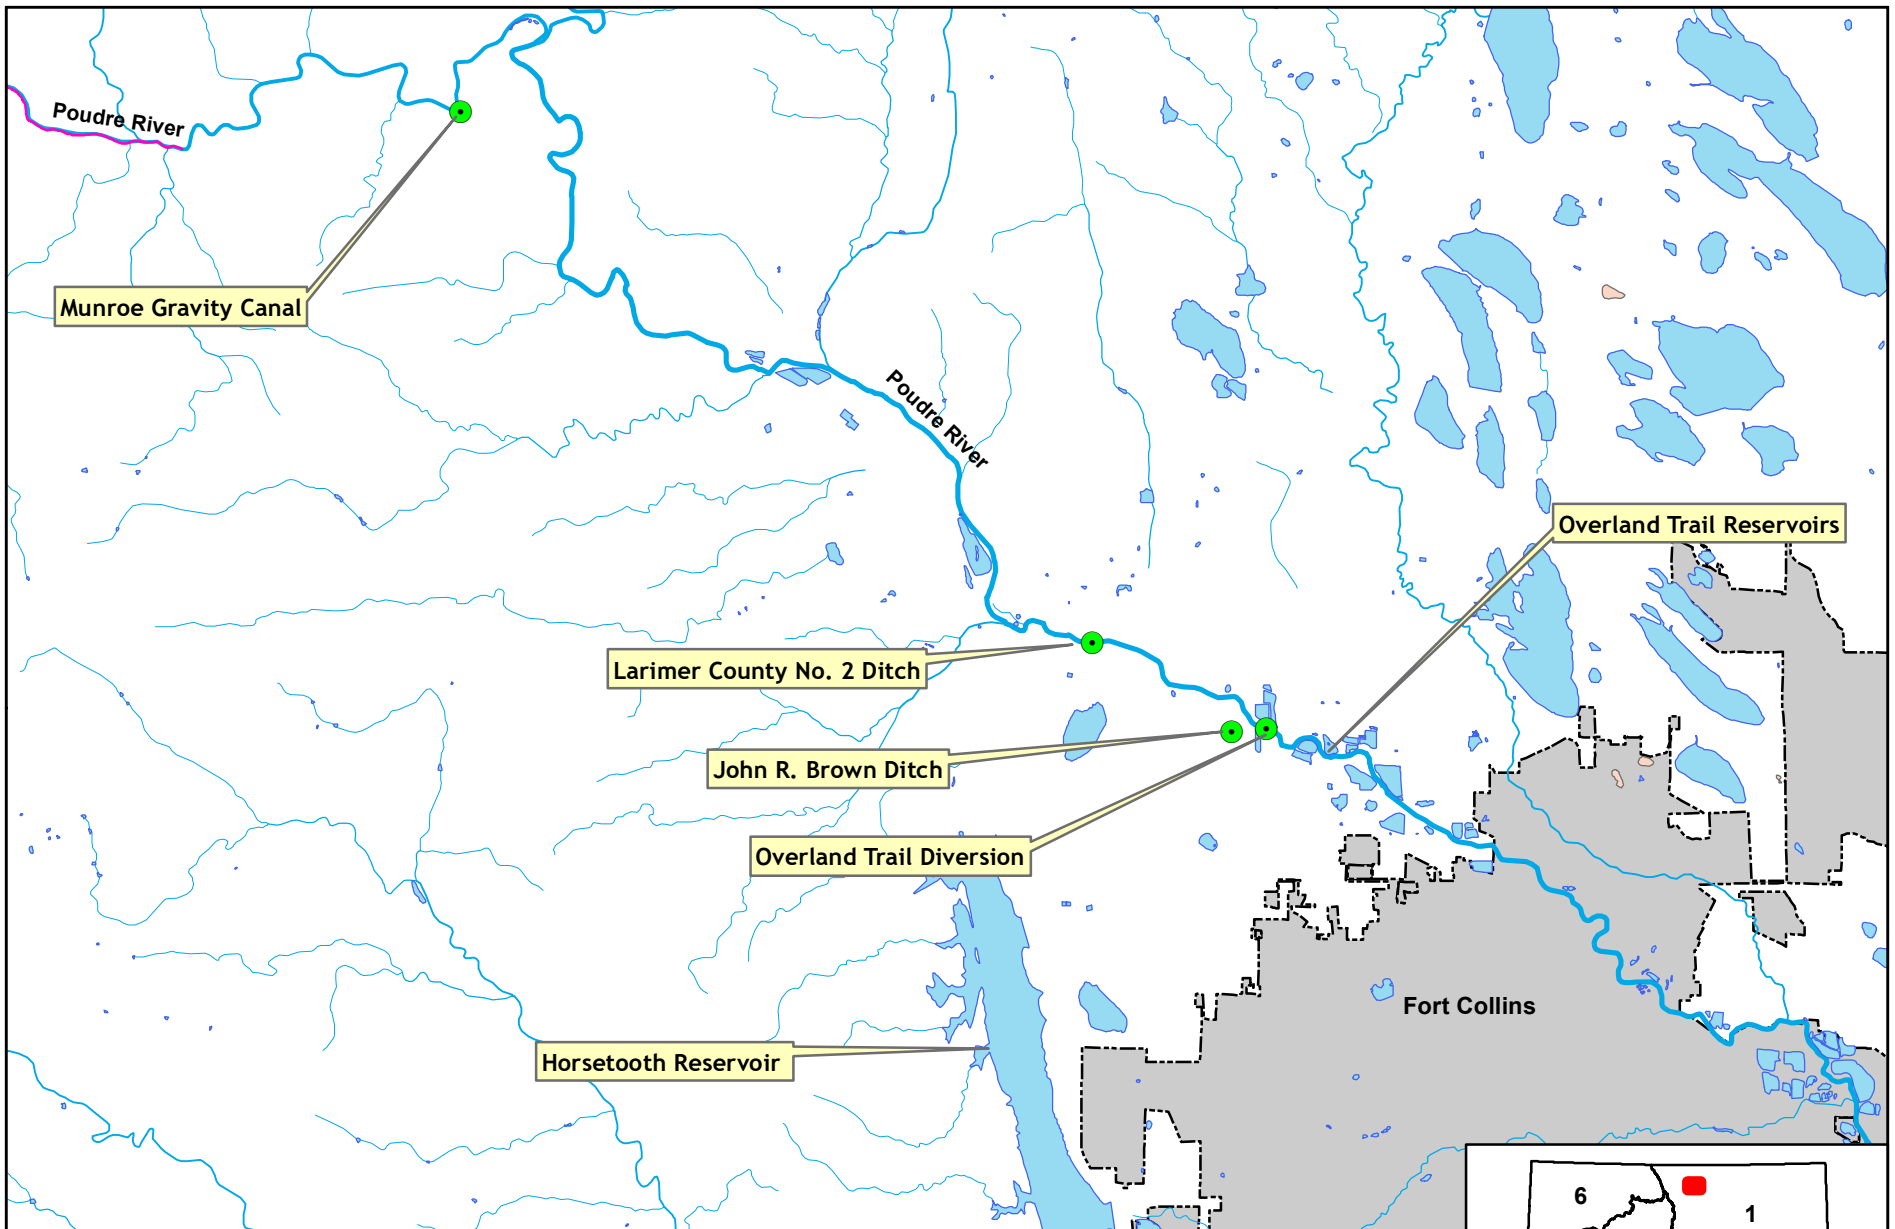 Poudre River
Munroe Gravity Canal
Poudre River
Overland Trail Reservoirs
Larimer County No. 2 Ditch
John R. Brown Ditch
Overland Trail Diversion
Fort Collins
Horsetooth Reservoir
6
1